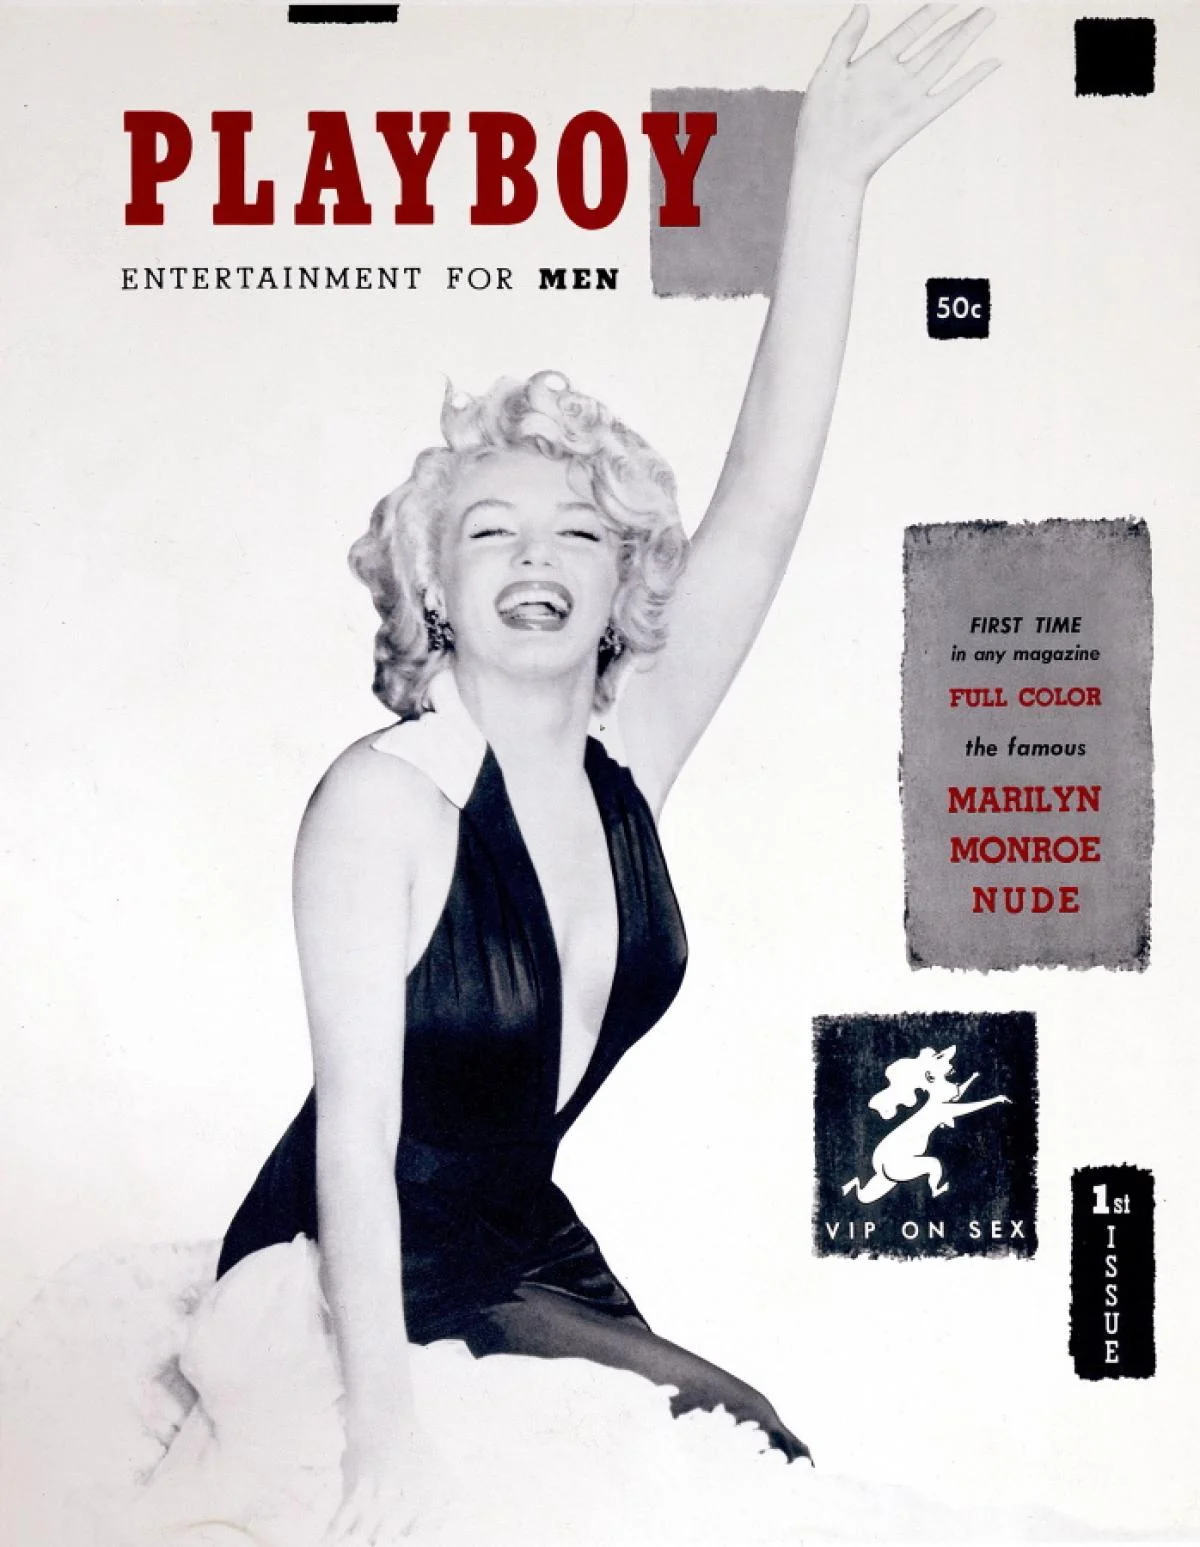 PLAYBOY
ENTERTAINMENT FOR MEN
50c
FIRST TIME
in any magazine
FULL COLOR
the famous
MARILYN
MONROE
NUDE
VIP ON SEX
1st
ISSUE